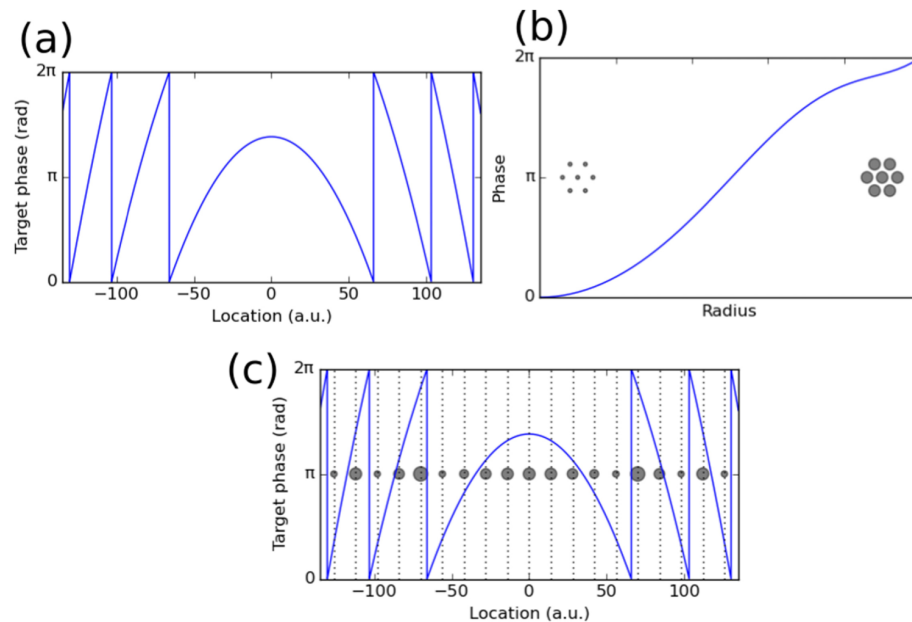 (a)
2π
π
0
Target phase (rad)
−100
−50
0
50
100
Location (a.u.)
(b)
2π
π
0
Phase
Radius
(c)
2π
π
0
Target phase (rad)
−100
−50
0
50
100
Location (a.u.)